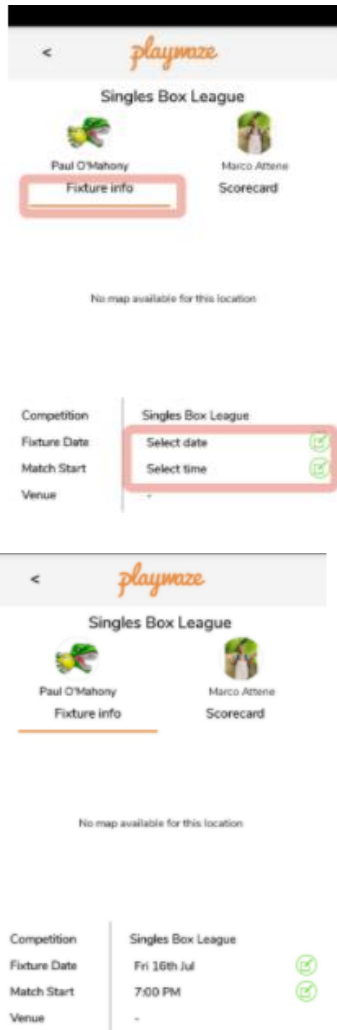 <
playwaze
Singles Box League
Paul O'Mahony Marco Attene
Fixture info Scorecard
No map available for this location
Competition Singles Box League
Fixture Date Select date
Match Start Select time
Venue -
<
playwaze
Singles Box League
Paul O'Mahony Marco Attene
Fixture info Scorecard
No map available for this location
Competition Singles Box League
Fixture Date Fri 16th Jul
Match Start 7:00 PM
Venue -